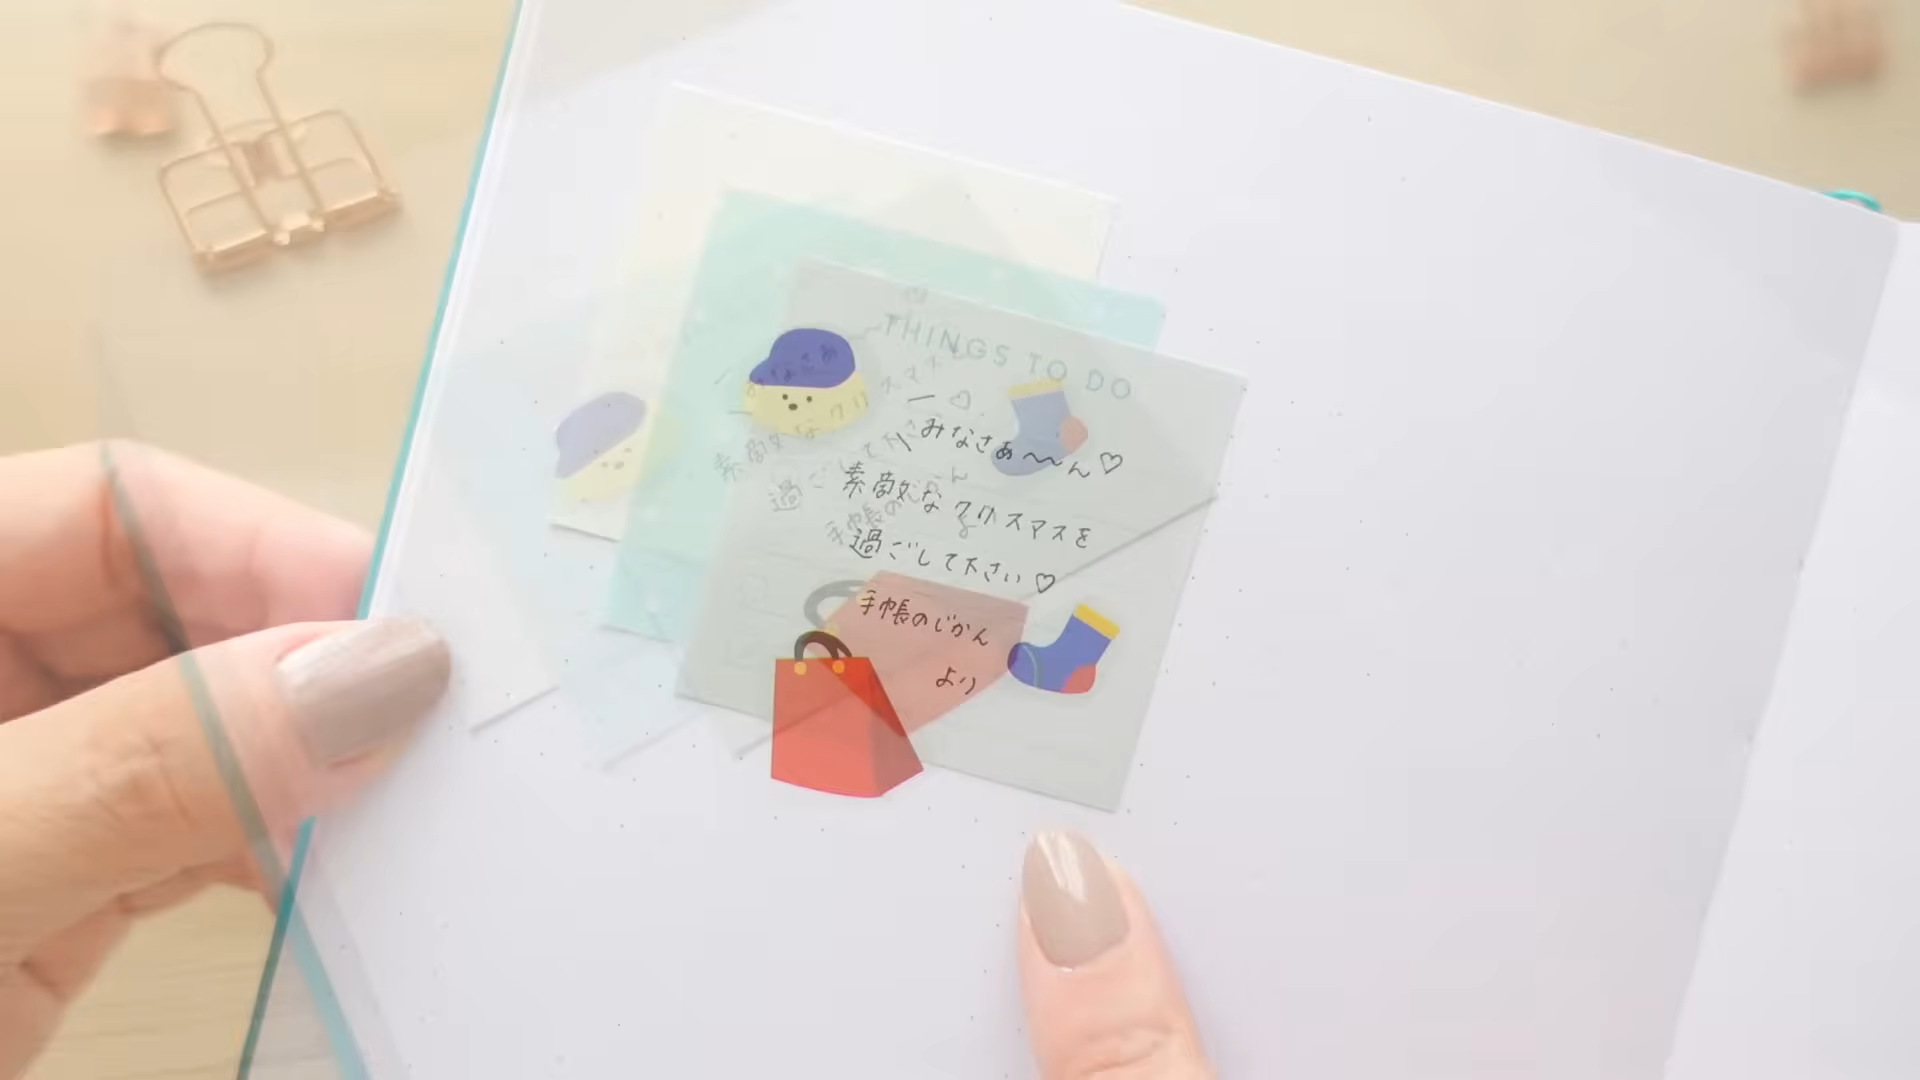 THINGS TO DO
みなさぁ〜〜ん♡
素敵なクリスマスを
過ごして下さい♡
手帳のじかん
より